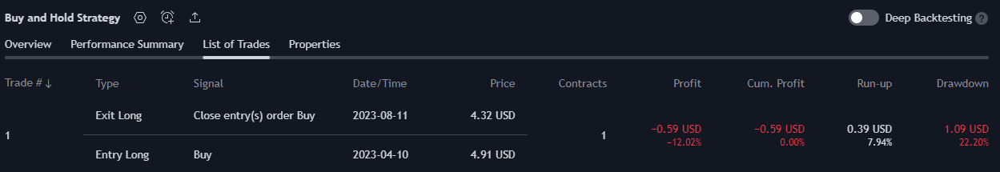 Buy and Hold Strategy
Deep Backtesting ?
Overview Performance Summary List of Trades Properties
Trade # ↓ Type Signal Date/Time Price Contracts Profit Cum. Profit Run-up Drawdown
Exit Long Close entry(s) order Buy 2023-08-11 4.32 USD
1 1 −0.59 USD −0.59 USD 0.39 USD 1.09 USD
−12.02% 0.00% 7.94% 22.20%
Entry Long Buy 2023-04-10 4.91 USD